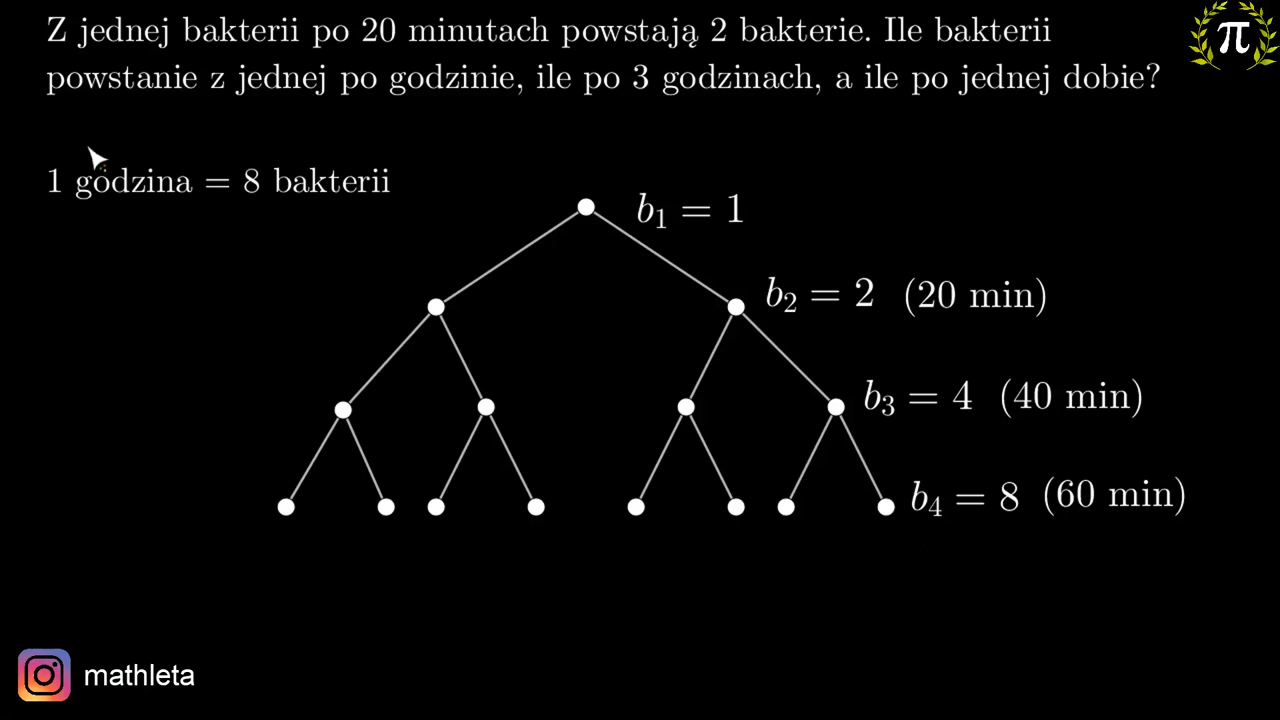 Z jednej bakterii po 20 minutach powstają 2 bakterie. Ile bakterii
powstanie z jednej po godzinie, ile po 3 godzinach, a ile po jednej dobie?
π
1 godzina = 8 bakterii
b₁ = 1
b₂ = 2 (20 min)
b₃ = 4 (40 min)
b₄ = 8 (60 min)
mathleta